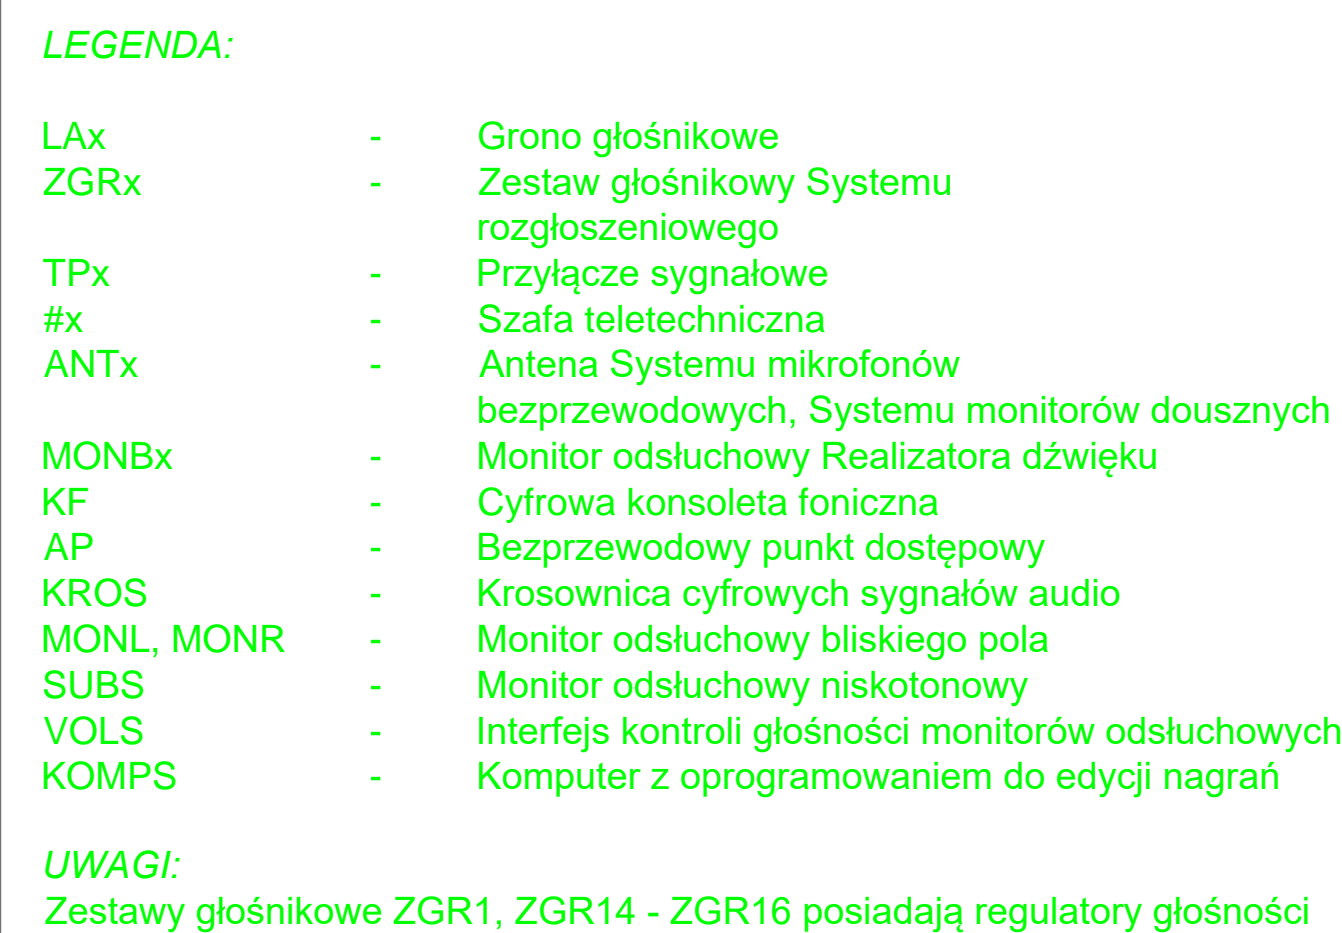 LEGENDA:
LAx - Grono głośnikowe
ZGRx - Zestaw głośnikowy Systemu
rozgłoszeniowego
TPx - Przyłącze sygnałowe
#x - Szafa teletechniczna
ANTx - Antena Systemu mikrofonów
bezprzewodowych, Systemu monitorów dousznych
MONBx - Monitor odsłuchowy Realizatora dźwięku
KF - Cyfrowa konsoleta foniczna
AP - Bezprzewodowy punkt dostępowy
KROS - Krosownica cyfrowych sygnałów audio
MONL, MONR - Monitor odsłuchowy bliskiego pola
SUBS - Monitor odsłuchowy niskotonowy
VOLS - Interfejs kontroli głośności monitorów odsłuchowych
KOMPS - Komputer z oprogramowaniem do edycji nagrań
UWAGI:
Zestawy głośnikowe ZGR1, ZGR14 - ZGR16 posiadają regulatory głośności